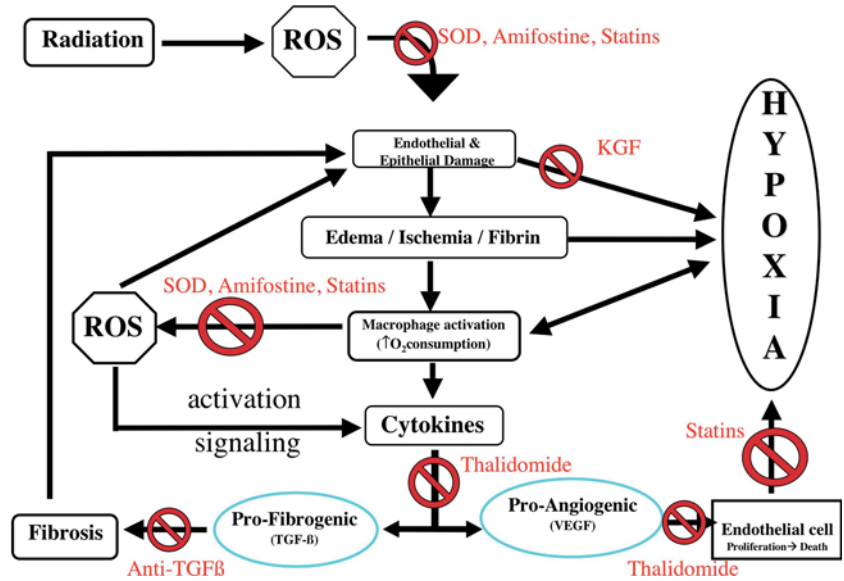 Radiation
ROS
SOD, Amifostine, Statins
H
Y
P
O
X
I
A
Endothelial &
Epithelial Damage
KGF
Edema / Ischemia / Fibrin
SOD, Amifostine, Statins
ROS
Macrophage activation
(↑O₂consumption)
activation
signaling
Cytokines
Statins
Thalidomide
Fibrosis
Pro-Fibrogenic
(TGF-ß)
Pro-Angiogenic
(VEGF)
Endothelial cell
Proliferation→ Death
Anti-TGFß
Thalidomide